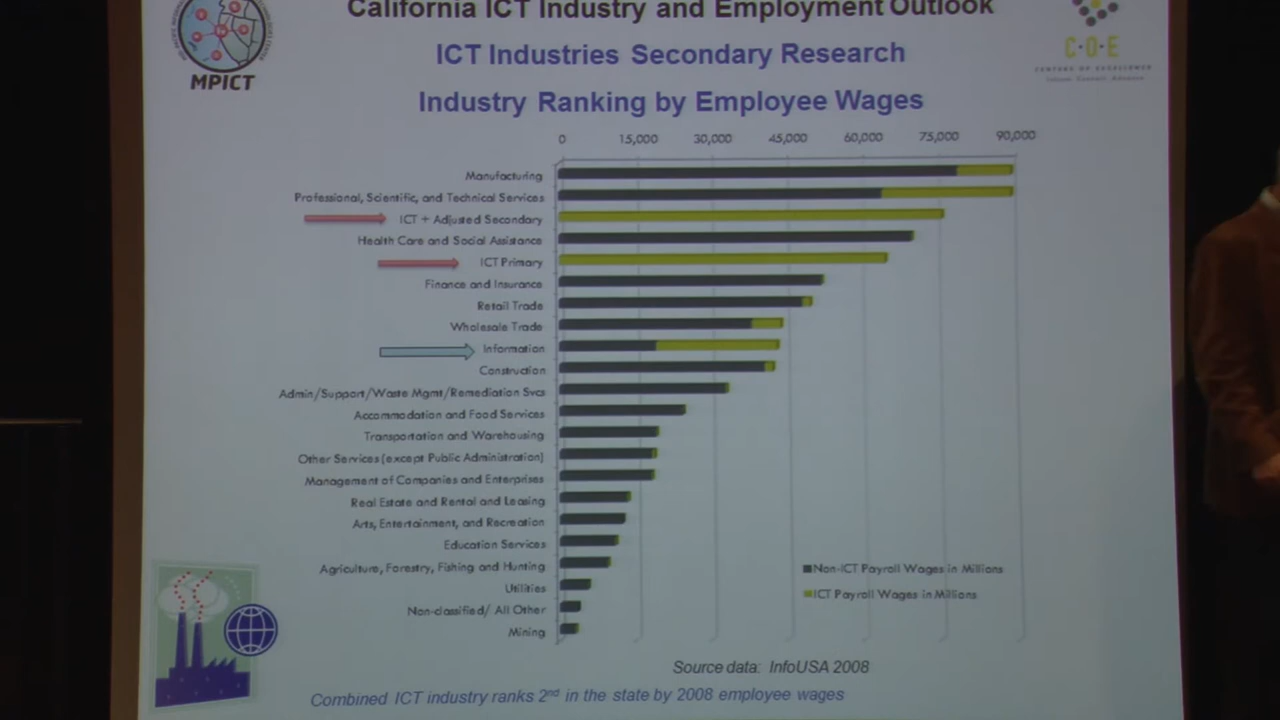 California ICT Industry and Employment Outlook
ICT Industries Secondary Research
Industry Ranking by Employee Wages
MPICT
C·O·E
CENTERS OF EXCELLENCE
0 15,000 30,000 45,000 60,000 75,000 90,000
Manufacturing
Professional, Scientific, and Technical Services
ICT + Adjusted Secondary
Health Care and Social Assistance
ICT Primary
Finance and Insurance
Retail Trade
Wholesale Trade
Information
Construction
Admin/Support/Waste Mgmt/Remediation Svcs
Accommodation and Food Services
Transportation and Warehousing
Other Services (except Public Administration)
Management of Companies and Enterprises
Real Estate and Rental and Leasing
Arts, Entertainment, and Recreation
Education Services
Agriculture, Forestry, Fishing and Hunting
Utilities
Non-classified/ All Other
Mining
Non-ICT Payroll Wages in Millions
ICT Payroll Wages in Millions
Source data: InfoUSA 2008
Combined ICT industry ranks 2nd in the state by 2008 employee wages